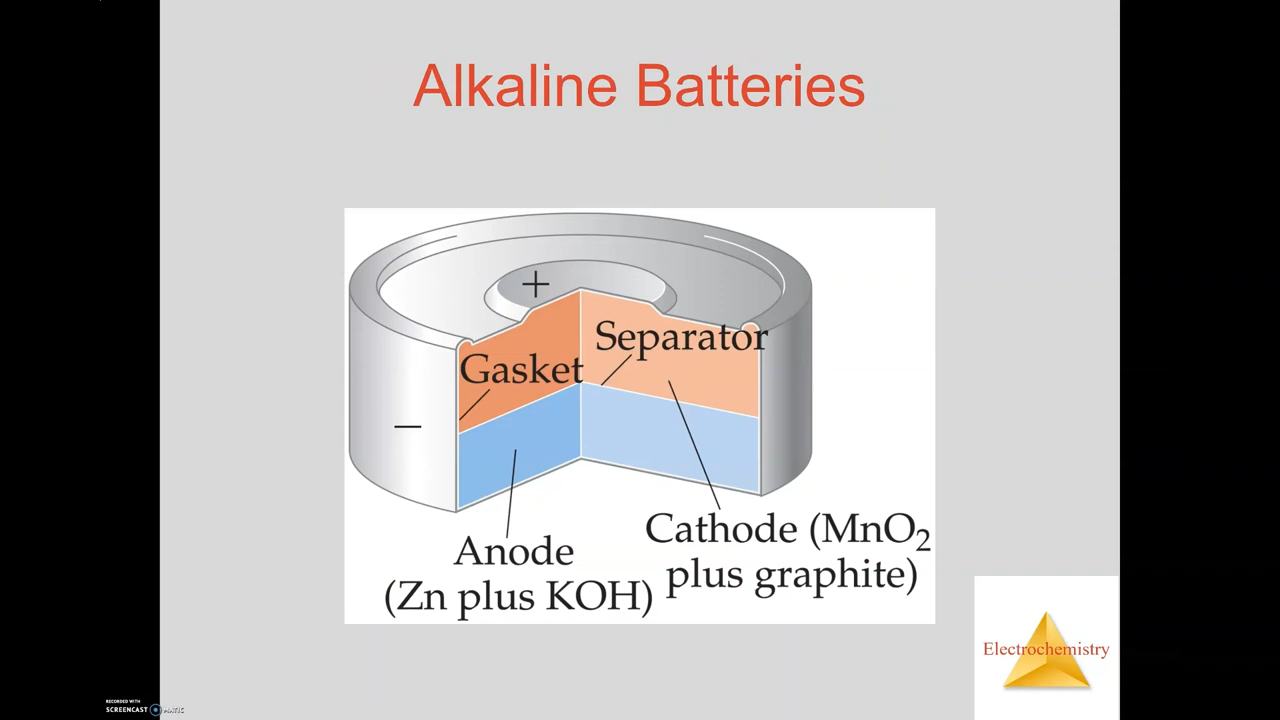 Alkaline Batteries
+
Separator
Gasket
−
Cathode (MnO₂
plus graphite)
Anode
(Zn plus KOH)
Electrochemistry
RECORDED WITH
SCREENCAST MATIC